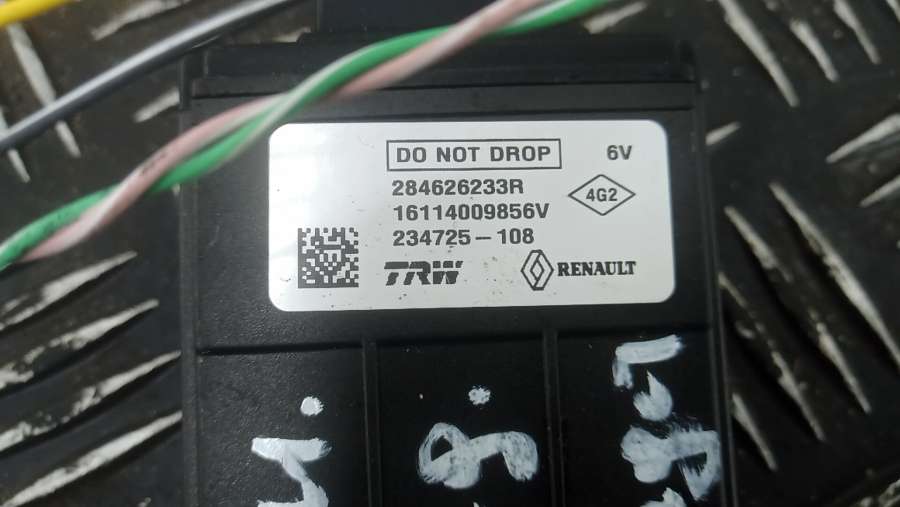 DO NOT DROP 6V
284626233R
4G2
16114009856V
234725-108
TRW RENAULT